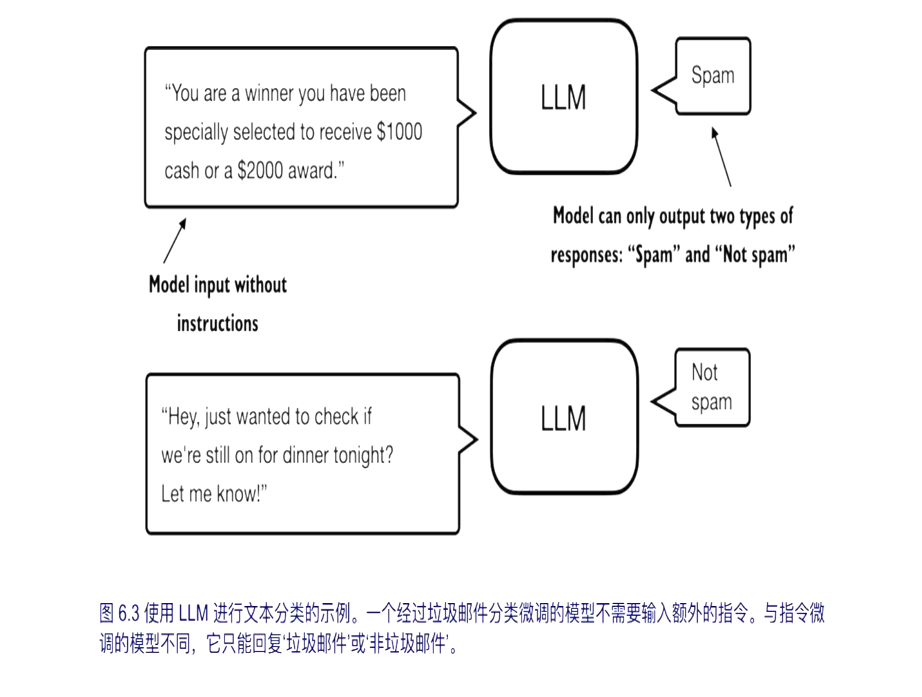 “You are a winner you have been
specially selected to receive $1000
cash or a $2000 award.”
LLM
Spam
Model can only output two types of
responses: “Spam” and “Not spam”
Model input without
instructions
“Hey, just wanted to check if
we're still on for dinner tonight?
Let me know!”
LLM
Not
spam
图 6.3 使用 LLM 进行文本分类的示例。一个经过垃圾邮件分类微调的模型不需要输入额外的指令。与指令微
调的模型不同，它只能回复‘垃圾邮件’或‘非垃圾邮件’。